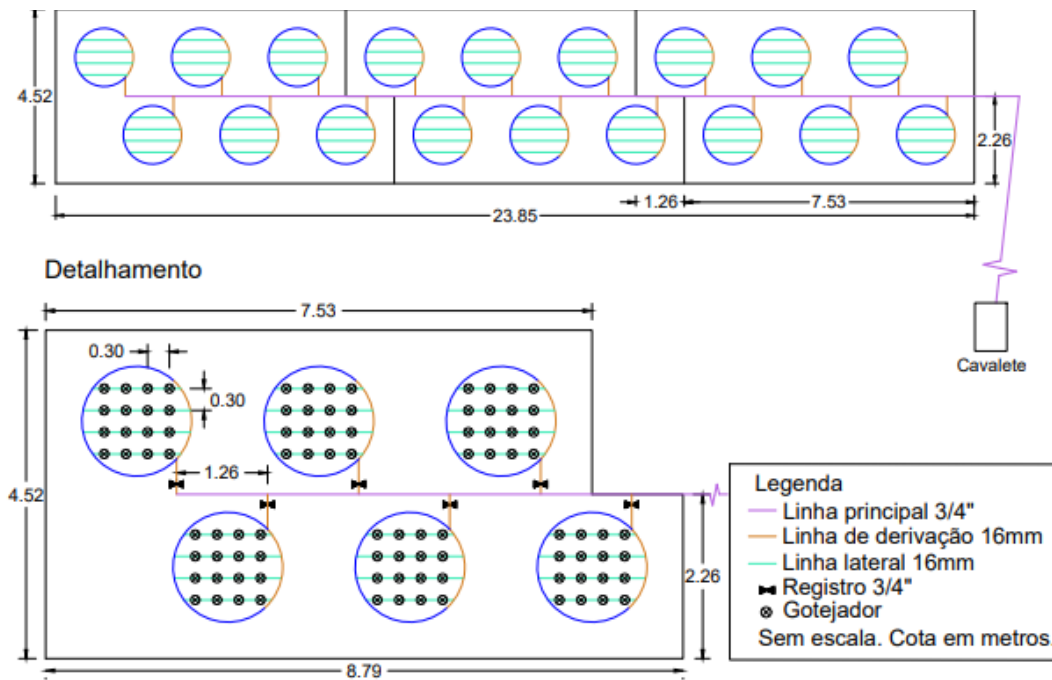 4.52
2.26
1.26
7.53
23.85
Detalhamento
7.53
Cavalete
0.30
0.30
1.26
4.52
2.26
8.79
Legenda
Linha principal 3/4"
Linha de derivação 16mm
Linha lateral 16mm
Registro 3/4"
Gotejador
Sem escala. Cota em metros.